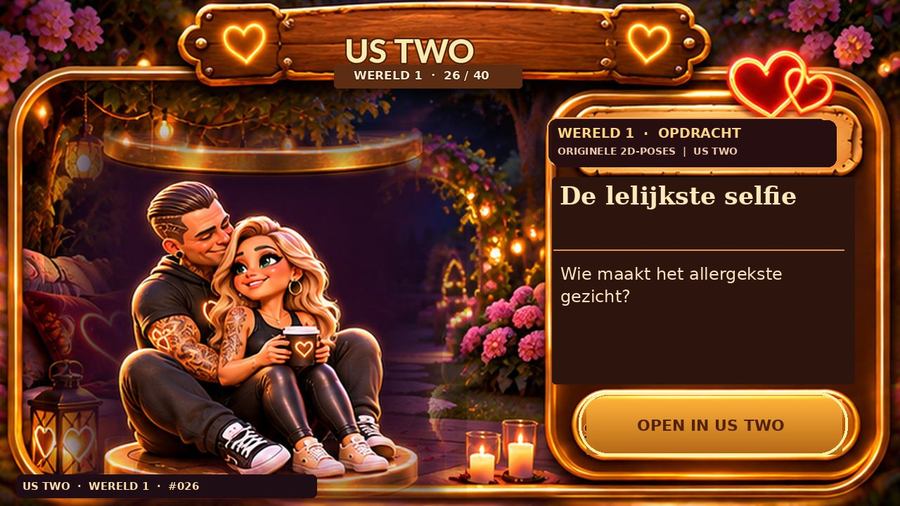 US TWO
WERELD 1 · 26 / 40
WERELD 1 · OPDRACHT
ORIGINELE 2D-POSES | US TWO
De lelijkste selfie
Wie maakt het allergekste
gezicht?
OPEN IN US TWO
US TWO · WERELD 1 · #026